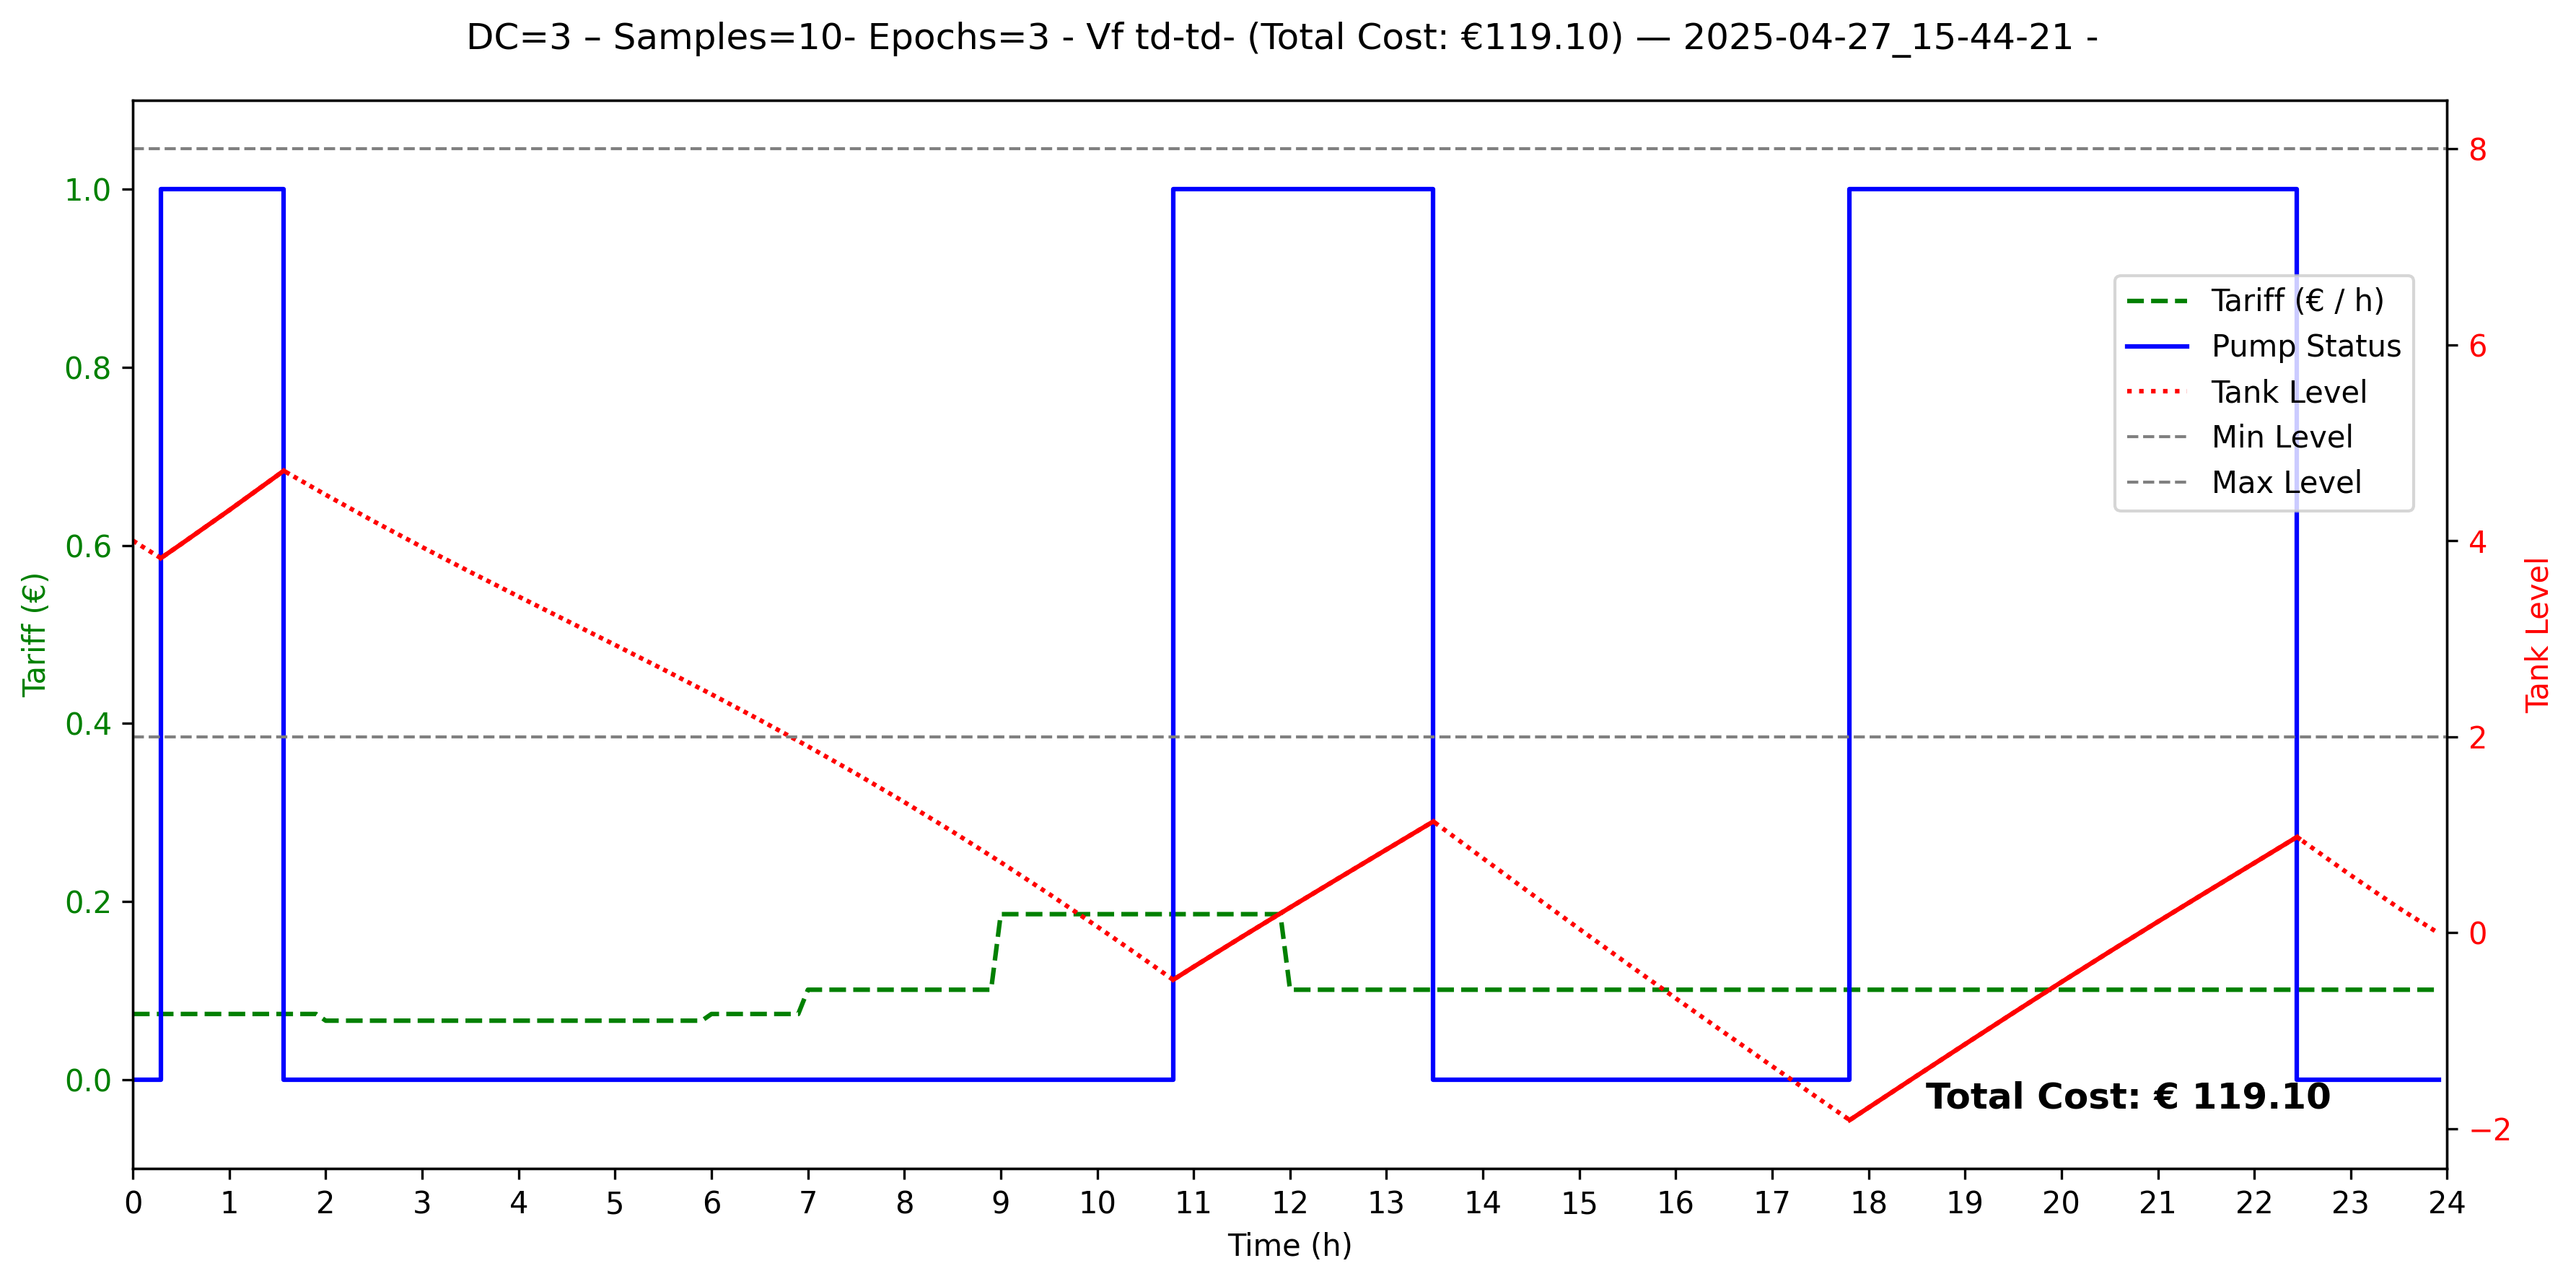 DC=3 – Samples=10- Epochs=3 - Vf td-td- (Total Cost: €119.10) — 2025-04-27_15-44-21 -
Tariff (€)
1.0
0.8
0.6
0.4
0.2
0.0
8
6
4
2
0
−2
Tank Level
Tariff (€ / h)
Pump Status
Tank Level
Min Level
Max Level
Total Cost: € 119.10
0 1 2 3 4 5 6 7 8 9 10 11 12 13 14 15 16 17 18 19 20 21 22 23 24
Time (h)